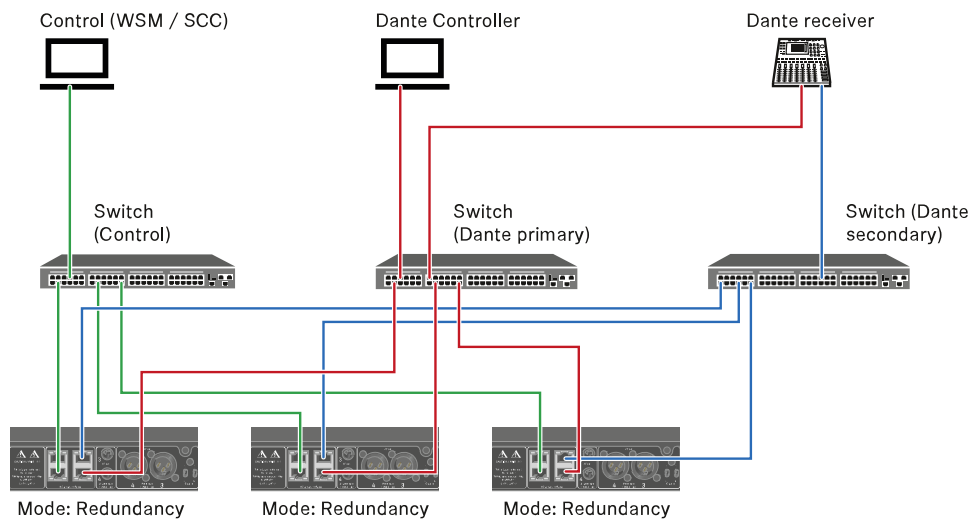 Control (WSM / SCC)
Dante Controller
Dante receiver
Switch
(Control)
Switch
(Dante primary)
Switch (Dante
secondary)
Mode: Redundancy
Mode: Redundancy
Mode: Redundancy